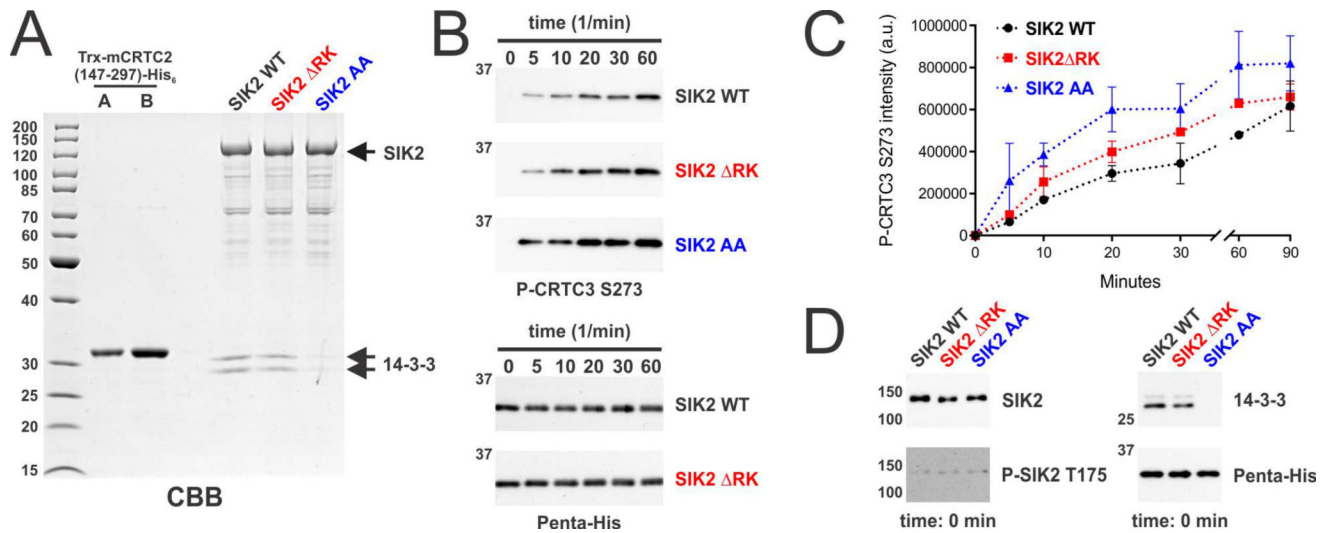 A
Trx-mCRTC2
(147-297)-His6
A B
SIK2 WT
SIK2 ΔRK
SIK2 AA
200
150
120
100
85
70
60
50
40
30
25
20
15
SIK2
14-3-3
CBB
B
time (1/min)
0 5 10 20 30 60
37
SIK2 WT
37
SIK2 ΔRK
37
SIK2 AA
P-CRTC3 S273
time (1/min)
0 5 10 20 30 60
37
SIK2 WT
37
SIK2 ΔRK
Penta-His
C
P-CRTC3 S273 intensity (a.u.)
1000000
800000
600000
400000
200000
0
SIK2 WT
SIK2ΔRK
SIK2 AA
0 10 20 30 60 90
Minutes
D
SIK2 WT
SIK2 ΔRK
SIK2 AA
150
100
SIK2
150
100
P-SIK2 T175
time: 0 min
SIK2 WT
SIK2 ΔRK
SIK2 AA
25
14-3-3
37
Penta-His
time: 0 min